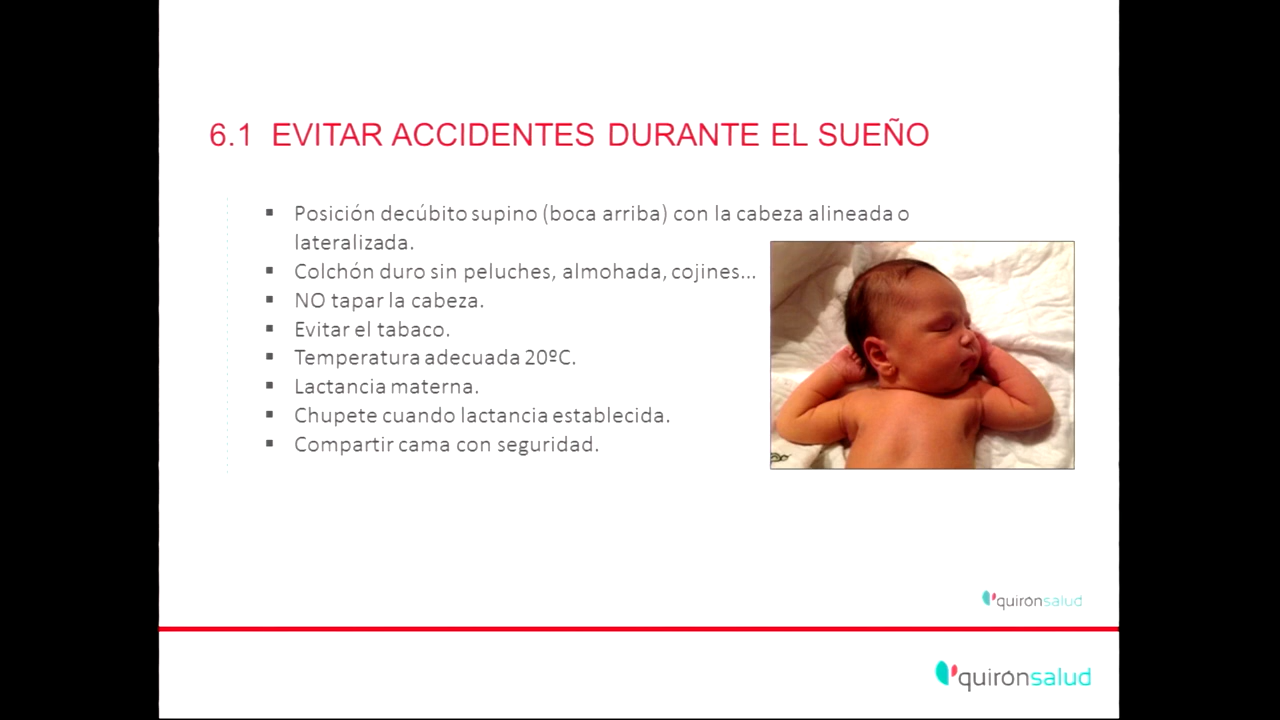 6.1 EVITAR ACCIDENTES DURANTE EL SUEÑO
▪ Posición decúbito supino (boca arriba) con la cabeza alineada o
lateralizada.
▪ Colchón duro sin peluches, almohada, cojines...
▪ NO tapar la cabeza.
▪ Evitar el tabaco.
▪ Temperatura adecuada 20ºC.
▪ Lactancia materna.
▪ Chupete cuando lactancia establecida.
▪ Compartir cama con seguridad.
quirónsalud
quirónsalud